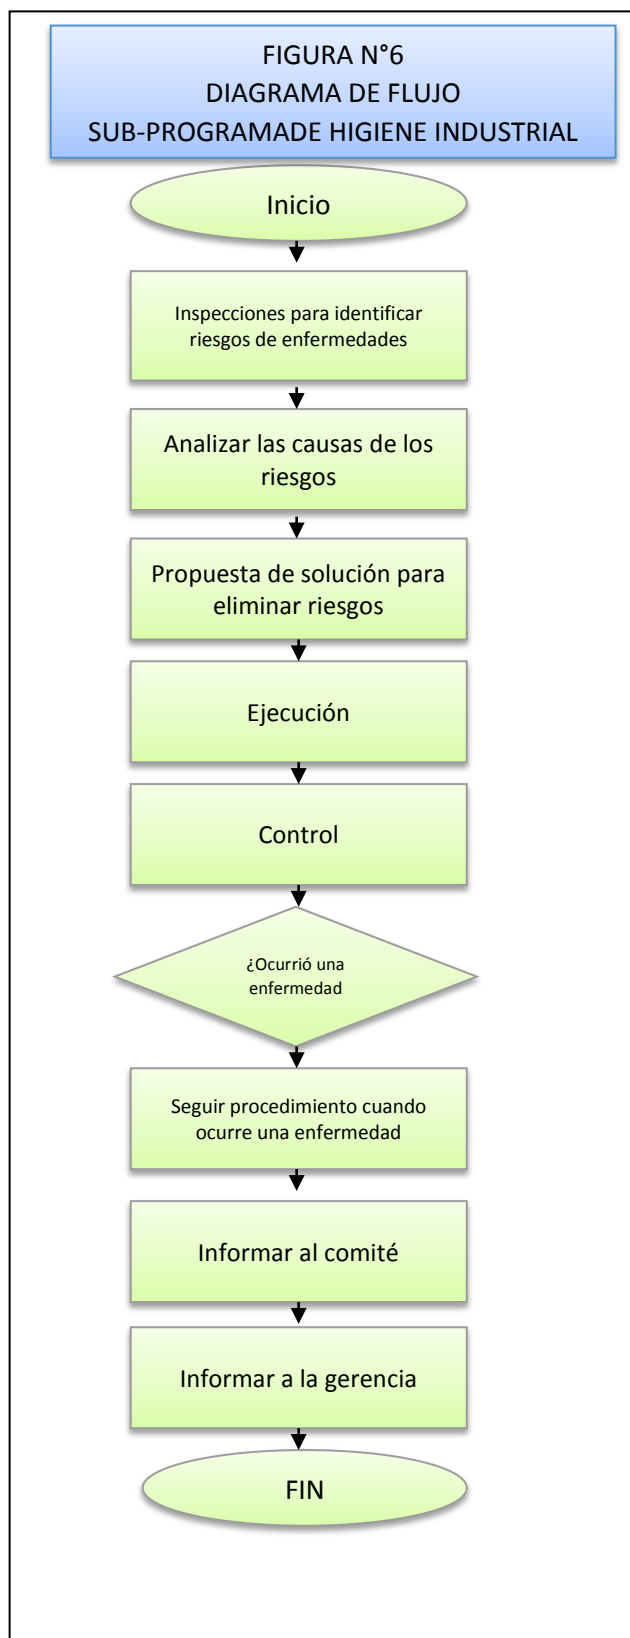 FIGURA N°6
DIAGRAMA DE FLUJO
SUB-PROGRAMADE HIGIENE INDUSTRIAL
Inicio
Inspecciones para identificar
riesgos de enfermedades
Analizar las causas de los
riesgos
Propuesta de solución para
eliminar riesgos
Ejecución
Control
¿Ocurrió una
enfermedad
Seguir procedimiento cuando
ocurre una enfermedad
Informar al comité
Informar a la gerencia
FIN